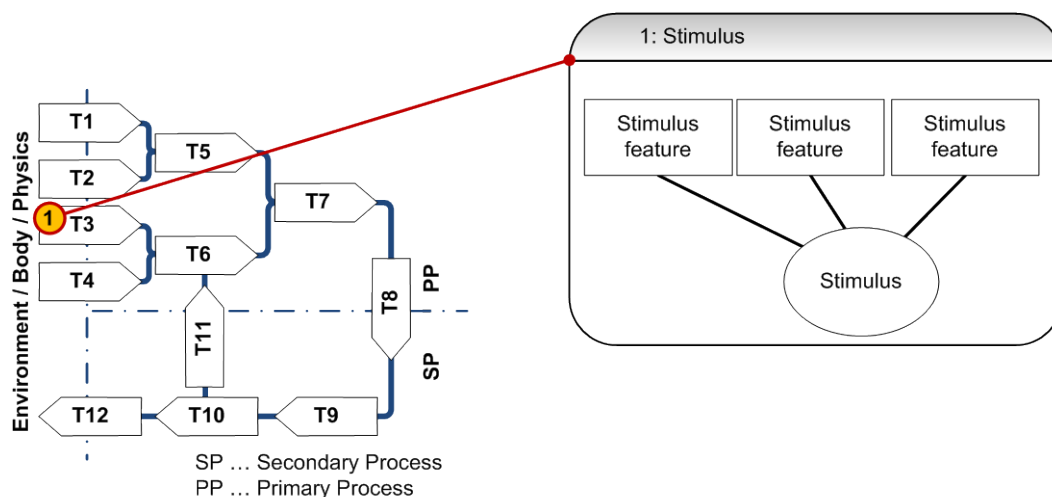 1: Stimulus
Stimulus
feature
Stimulus
feature
Stimulus
feature
Stimulus
Environment / Body / Physics
T1
T2
1
T3
T4
T5
T6
T7
T8
PP
SP
T11
T12
T10
T9
SP … Secondary Process
PP … Primary Process